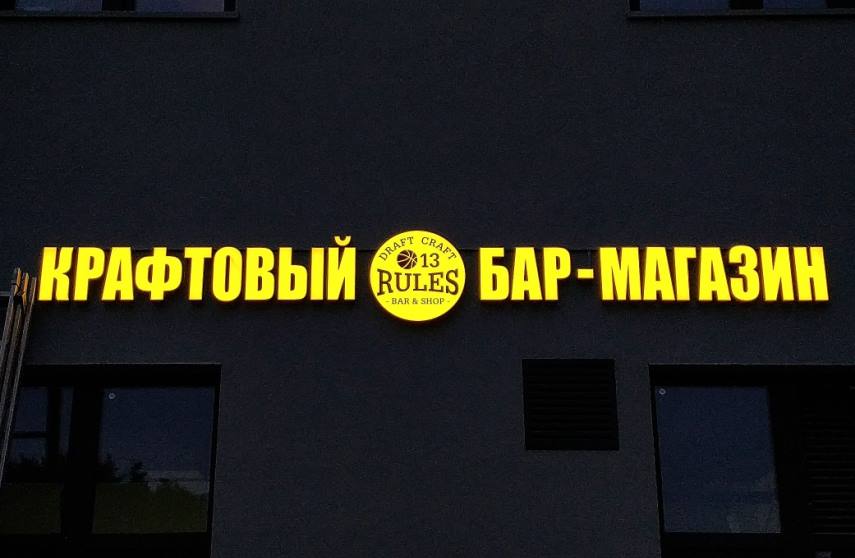 КРАФТОВЫЙ
DRAFT CRAFT
13
RULES
- BAR & SHOP -
БАР-МАГАЗИН